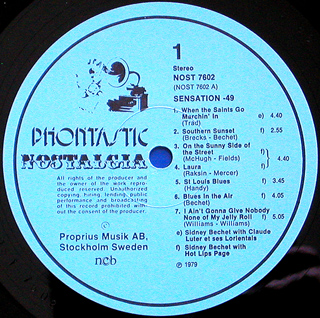 1
Stereo
NOST 7602
(NOST 7602 A)
SENSATION -49
1. When the Saints Go
Marchin' In e) 4.40
(Trad)
2. Southern Sunset f) 2.55
(Brecks - Bechet)
3. On the Sunny Side of
the Street f)
(McHugh - Fields)
4.40
4. Laura f)
(Raksin - Mercer)
5. St Louis Blues f) 3.45
(Handy)
6. Blues in the Air f) 4.05
(Bechet)
7. I Ain't Gonna Give Nobody
None of My Jelly Roll f) 5.05
(Williams - Williams)
e) Sidney Bechet with Claude
Luter et ses Lorientais
f) Sidney Bechet with
Hot Lips Page
℗ 1979
PHONTASTIC
NOSTALGIA
All rights of the producer and
the owner of the work repro-
duced reserved. Unauthorized
copying, hiring, lending, public
performance and broadcasting
of this record prohibited with-
out the consent of the producer.
©
Proprius Musik AB,
Stockholm Sweden
ncb